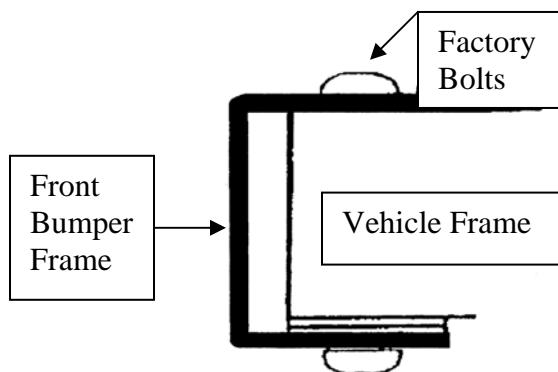 Factory
Bolts
Front
Bumper
Frame
Vehicle Frame